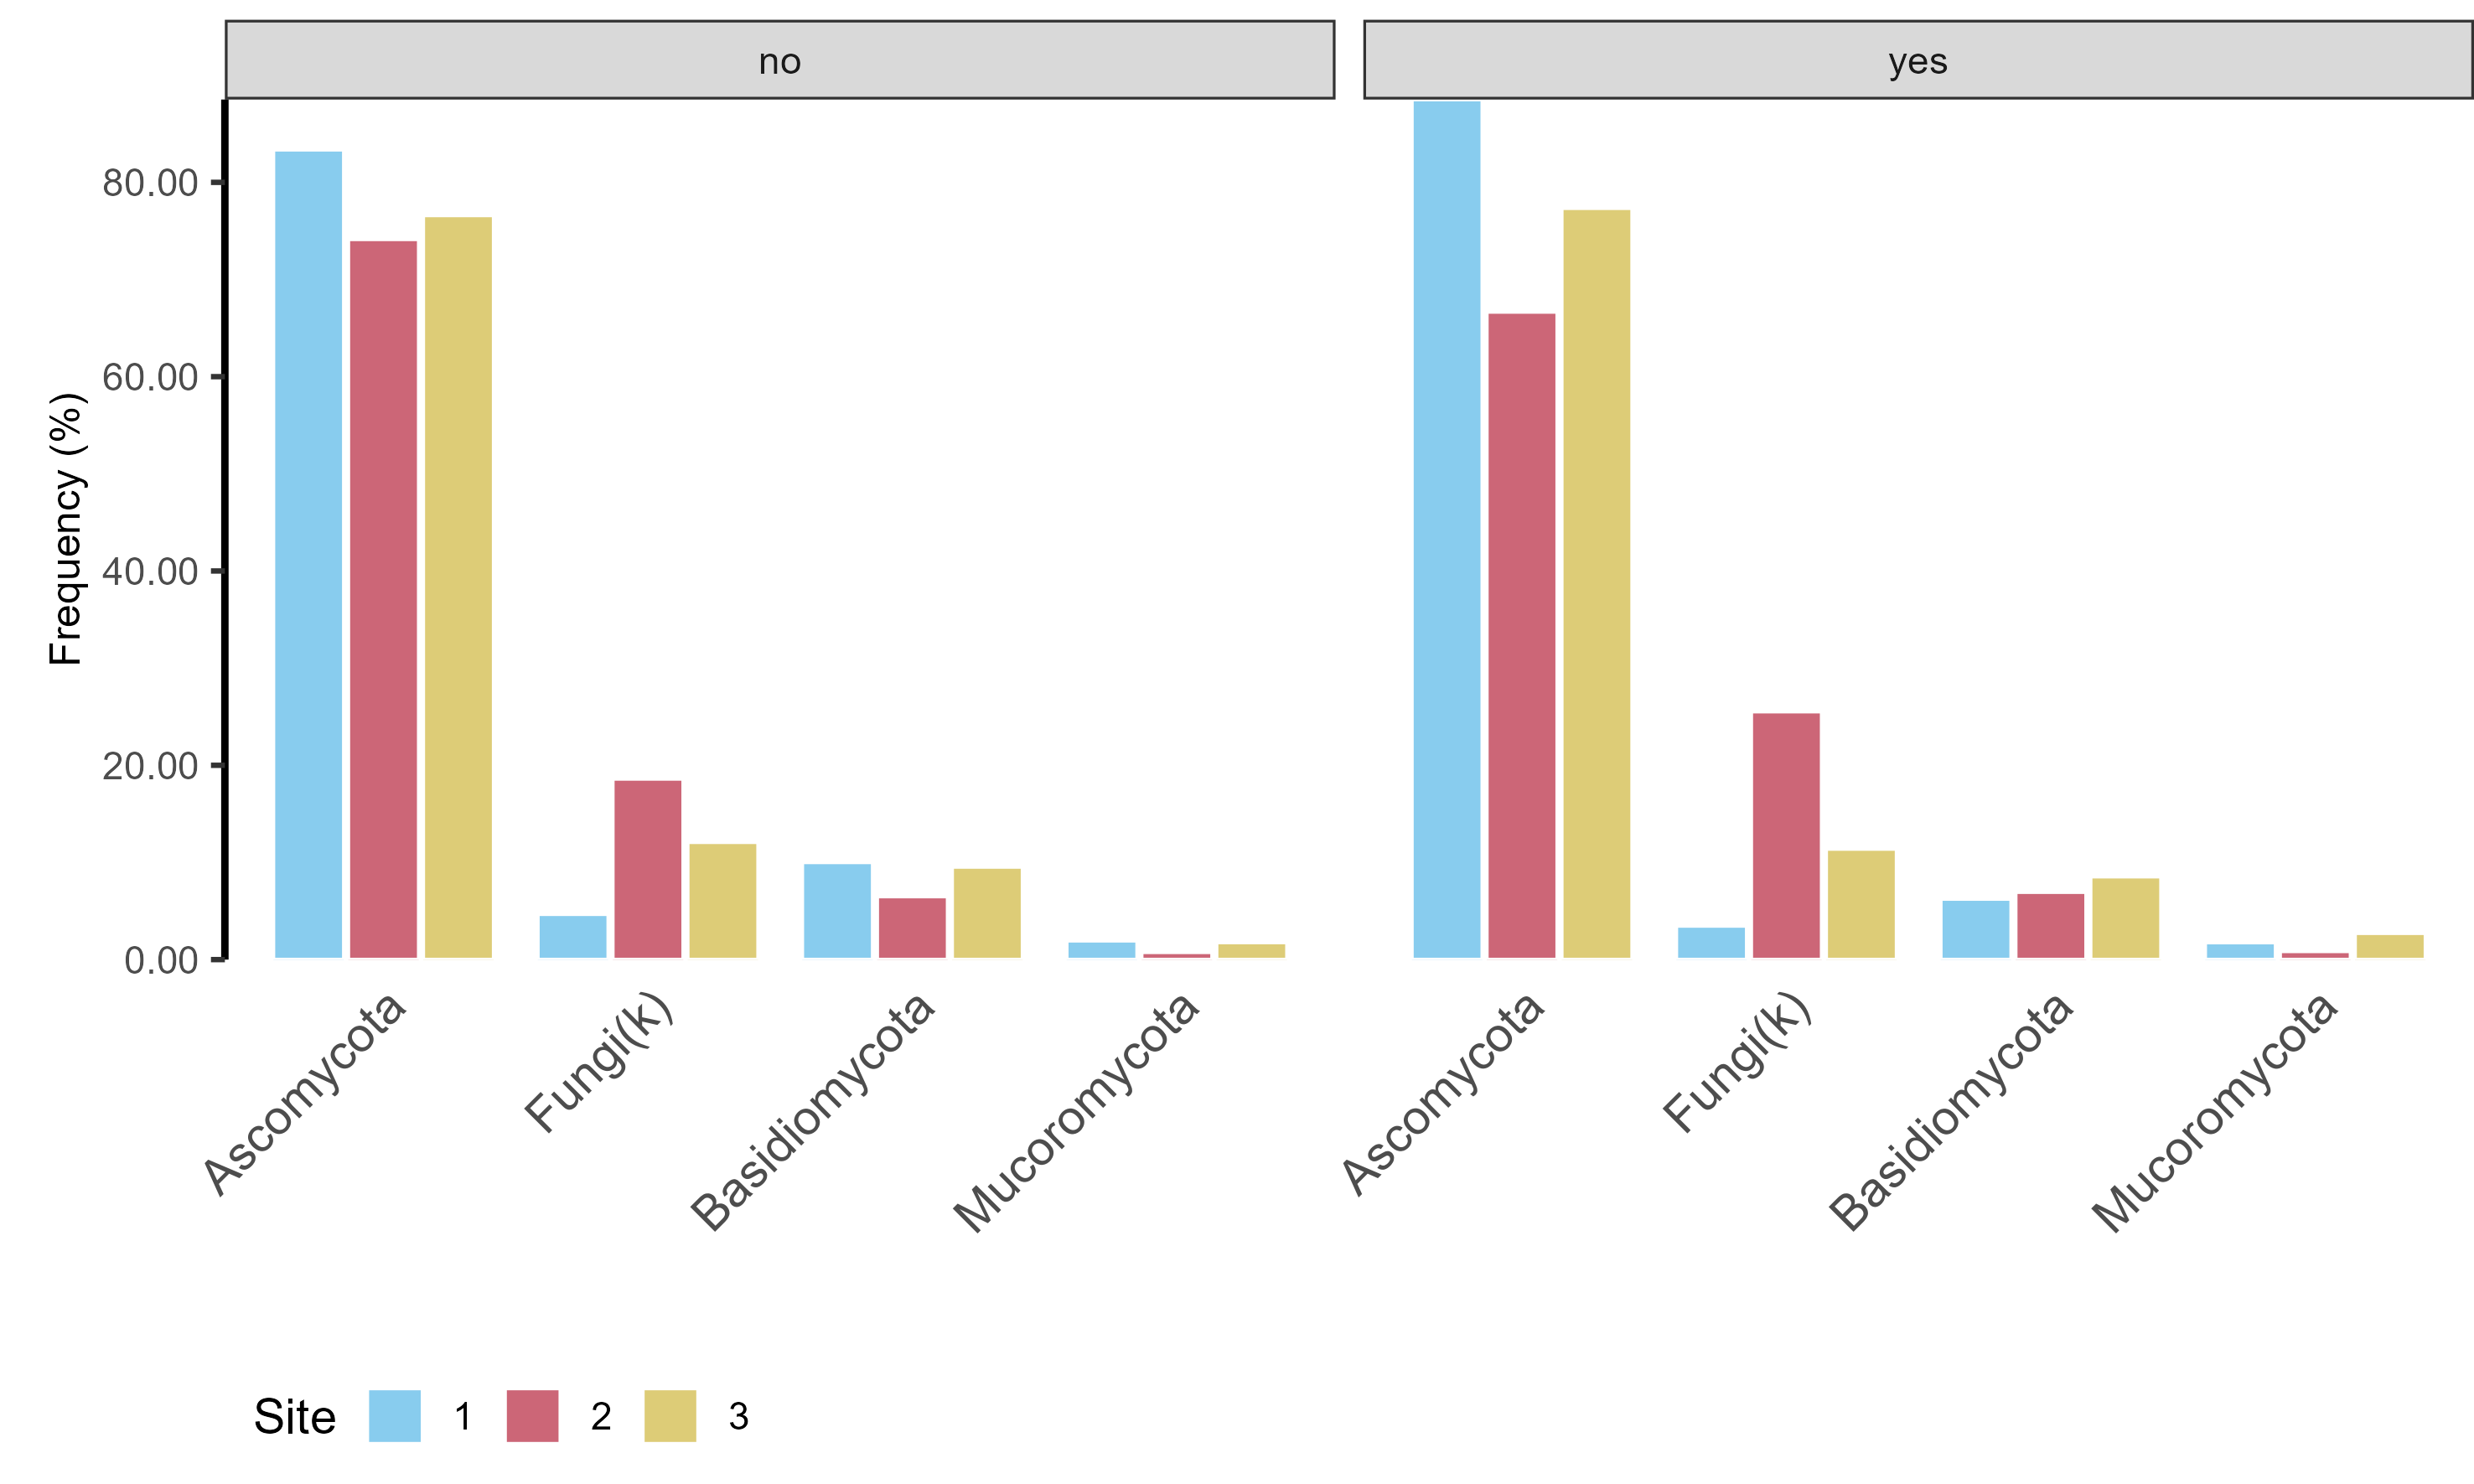 no
yes
Frequency (%)
80.00
60.00
40.00
20.00
0.00
Ascomycota
Fungi(k)
Basidiomycota
Mucoromycota
Ascomycota
Fungi(k)
Basidiomycota
Mucoromycota
Site 1 2 3